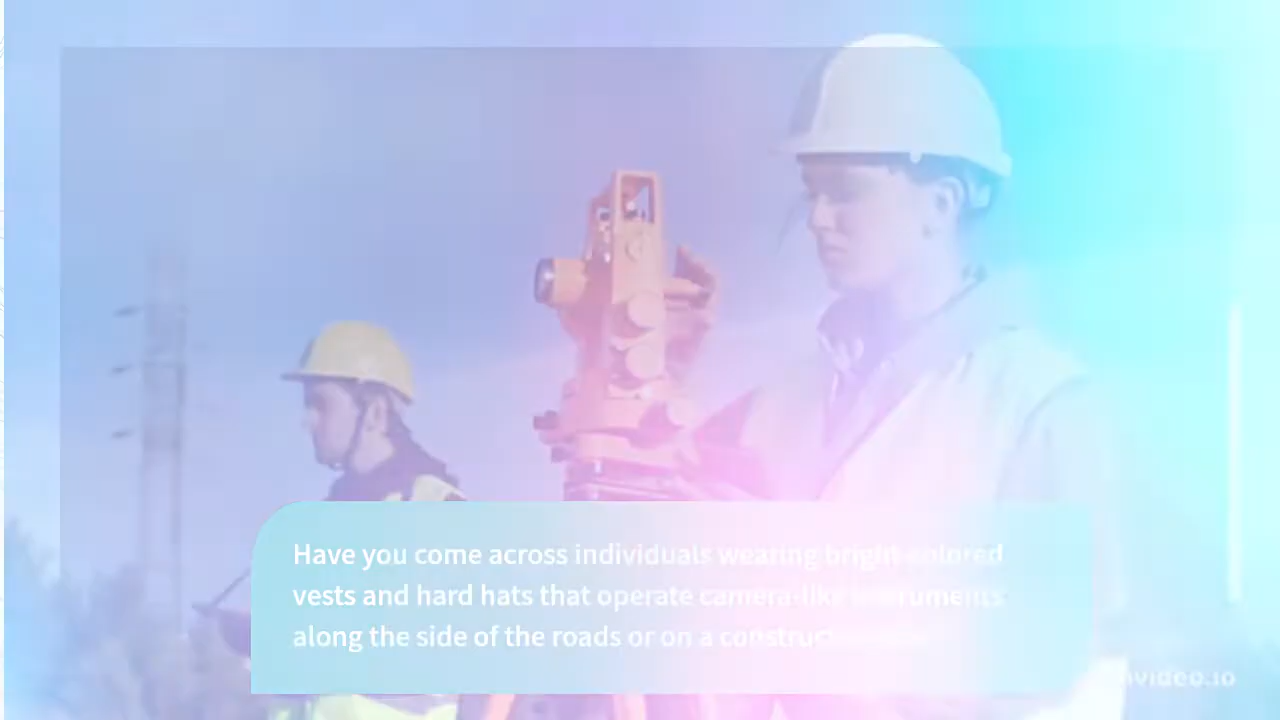 Have you come across individuals wearing bright colored
vests and hard hats that operate camera-like instruments
along the side of the roads or on a